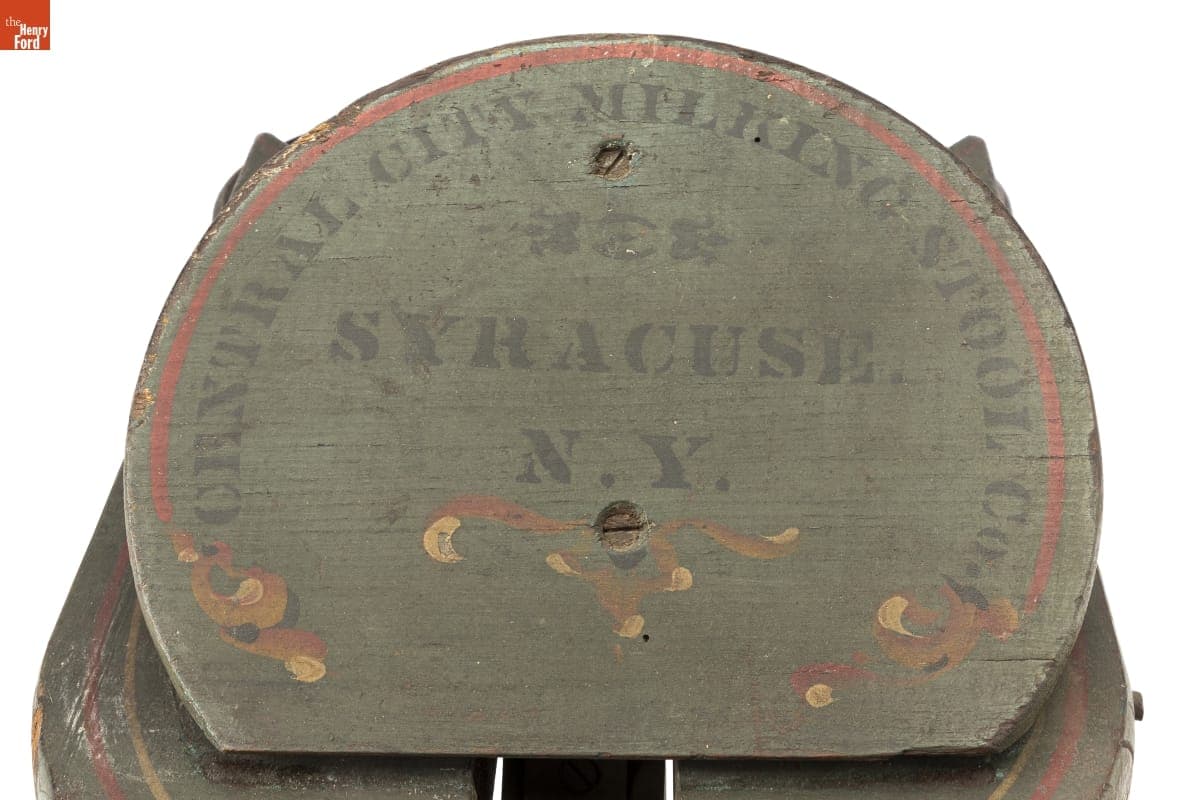 the
Henry
Ford
CENTRAL CITY MILKING STOOL Co.,
SYRACUSE.
N.Y.